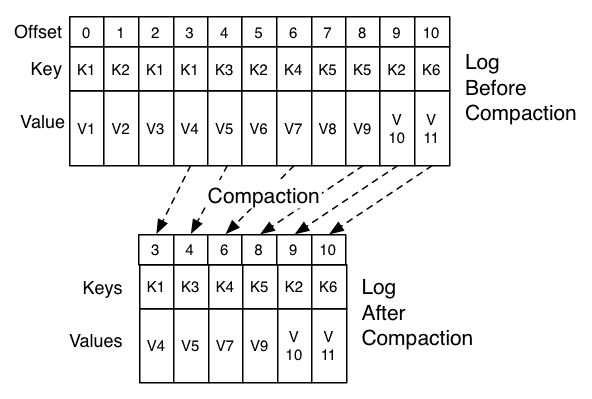 Offset 0 1 2 3 4 5 6 7 8 9 10
Key K1 K2 K1 K1 K3 K2 K4 K5 K5 K2 K6
Value V1 V2 V3 V4 V5 V6 V7 V8 V9 V 10 V 11
Log
Before
Compaction
Compaction
3 4 6 8 9 10
Keys K1 K3 K4 K5 K2 K6
Values V4 V5 V7 V9 V 10 V 11
Log
After
Compaction